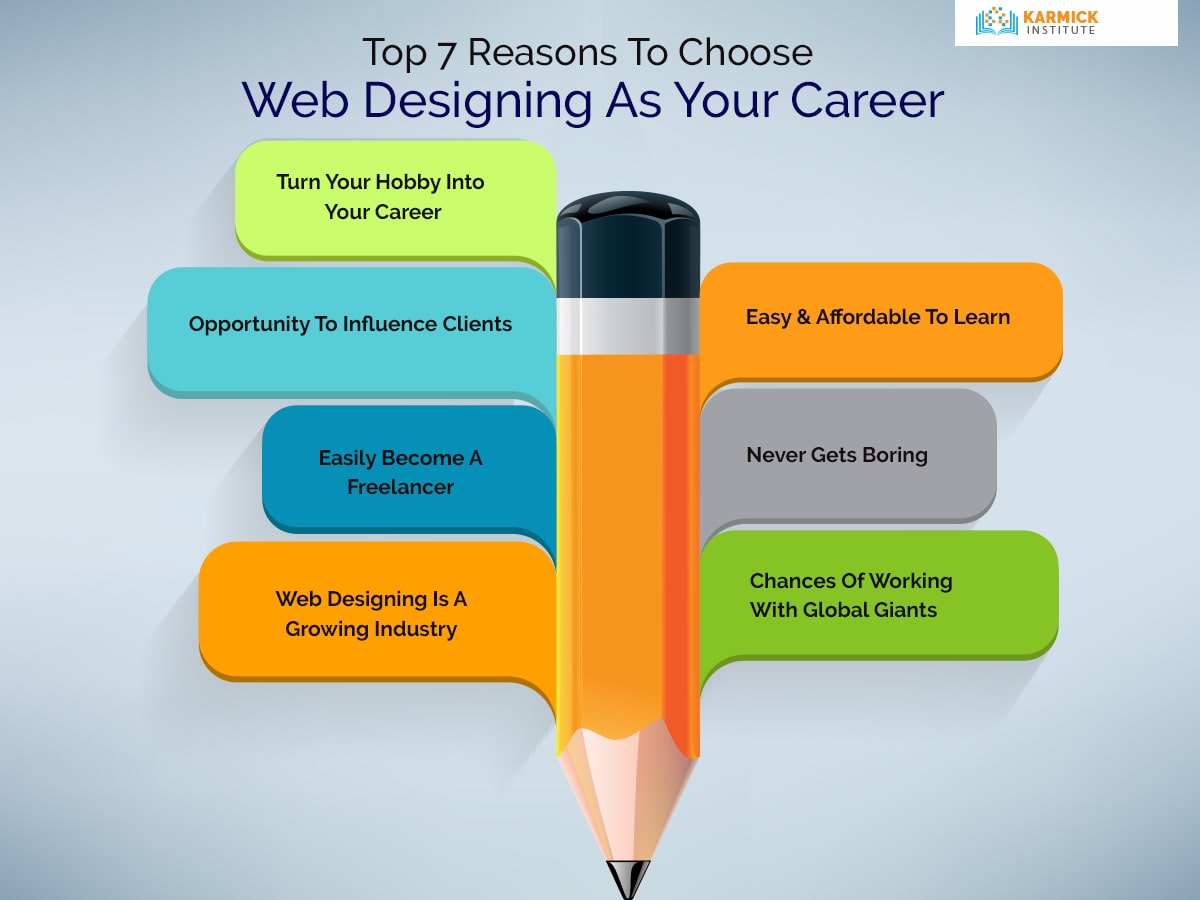 KARMICK
INSTITUTE
Top 7 Reasons To Choose
Web Designing As Your Career
Turn Your Hobby Into
Your Career
Opportunity To Influence Clients
Easily Become A
Freelancer
Web Designing Is A
Growing Industry
Easy & Affordable To Learn
Never Gets Boring
Chances Of Working
With Global Giants